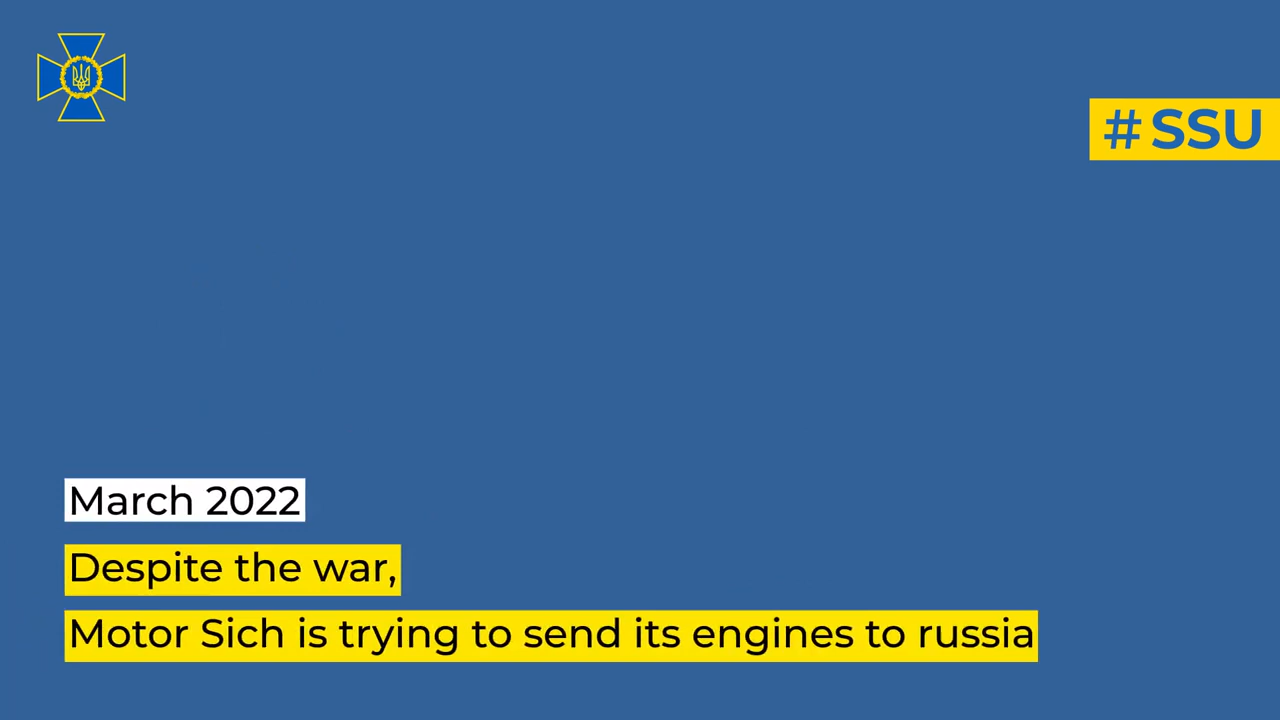 #SSU
March 2022
Despite the war,
Motor Sich is trying to send its engines to russia